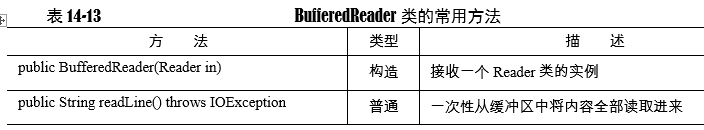 表 14-13 BufferedReader 类的常用方法
方 法 类型 描 述
public BufferedReader(Reader in) 构造 接收一个 Reader 类的实例
public String readLine() throws IOException 普通 一次性从缓冲区中将内容全部读取进来